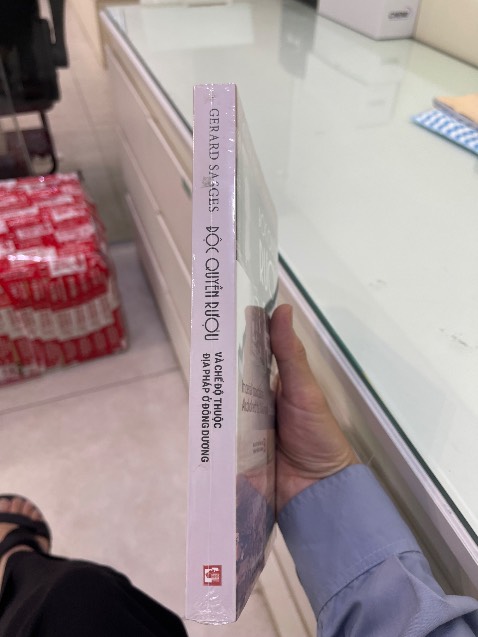 GERARD SASGES
ĐỘC QUYỀN RƯỢU
VÀ CHẾ ĐỘ THUỘC
ĐỊA PHÁP Ở ĐÔNG DƯƠNG